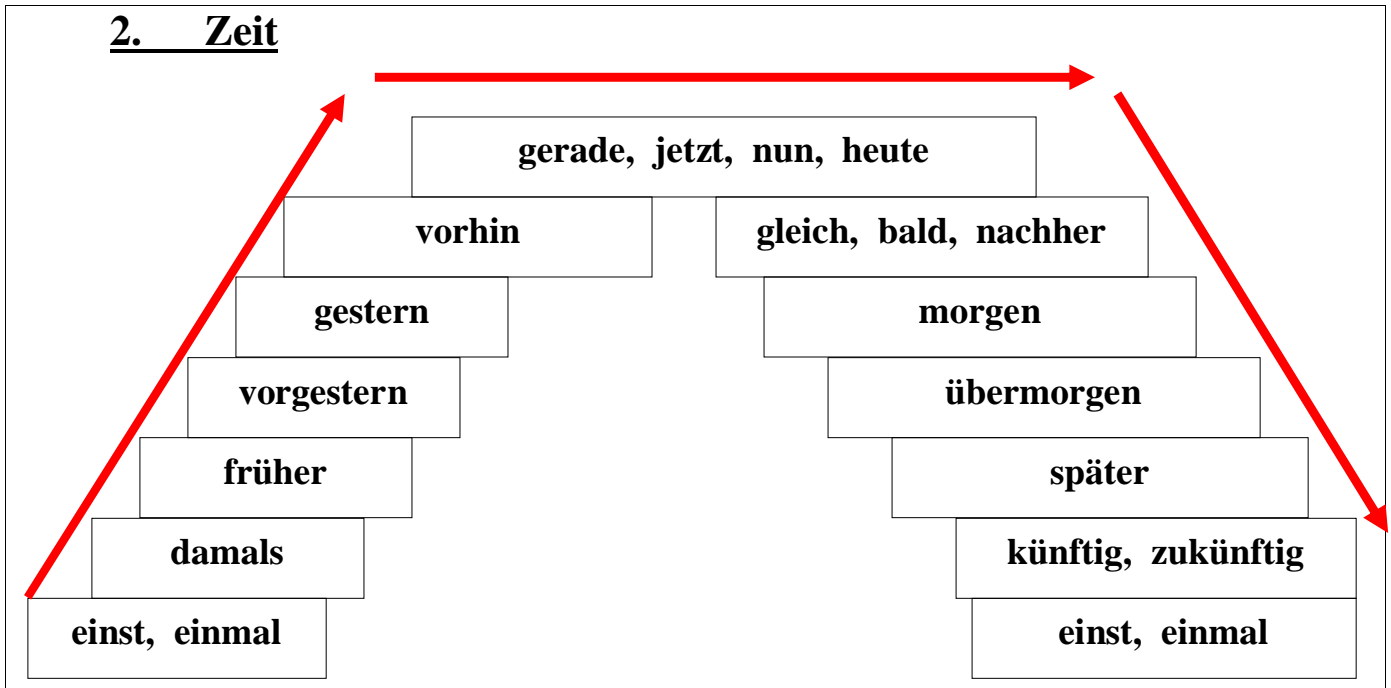 2. Zeit
gerade, jetzt, nun, heute
vorhin
gleich, bald, nachher
gestern
morgen
vorgestern
übermorgen
früher
später
damals
künftig, zukünftig
einst, einmal
einst, einmal